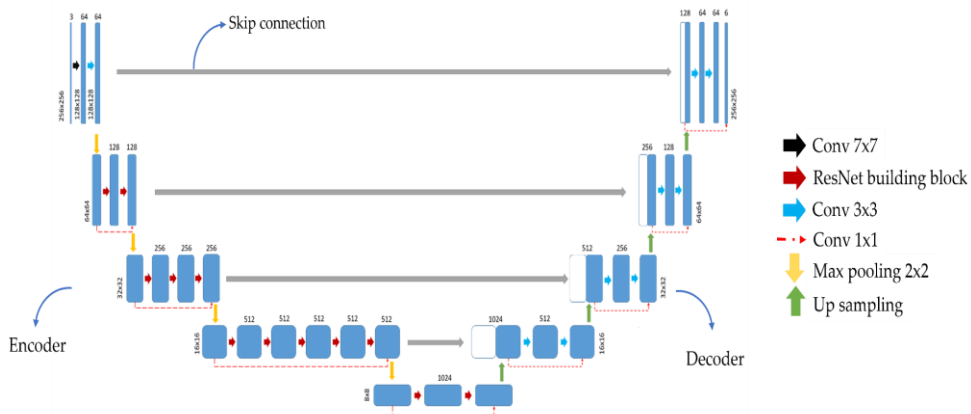 Skip connection
3 64 64
256x256
128x128
128x128
128 64 64 6
256x256
128 128
64x64
256 128
64x64
256 256 256
32x32
512 256
32x32
512 512 512 512 512
16x16
1024 512
16x16
1024
8x8
Encoder
Decoder
Conv 7x7
ResNet building block
Conv 3x3
Conv 1x1
Max pooling 2x2
Up sampling